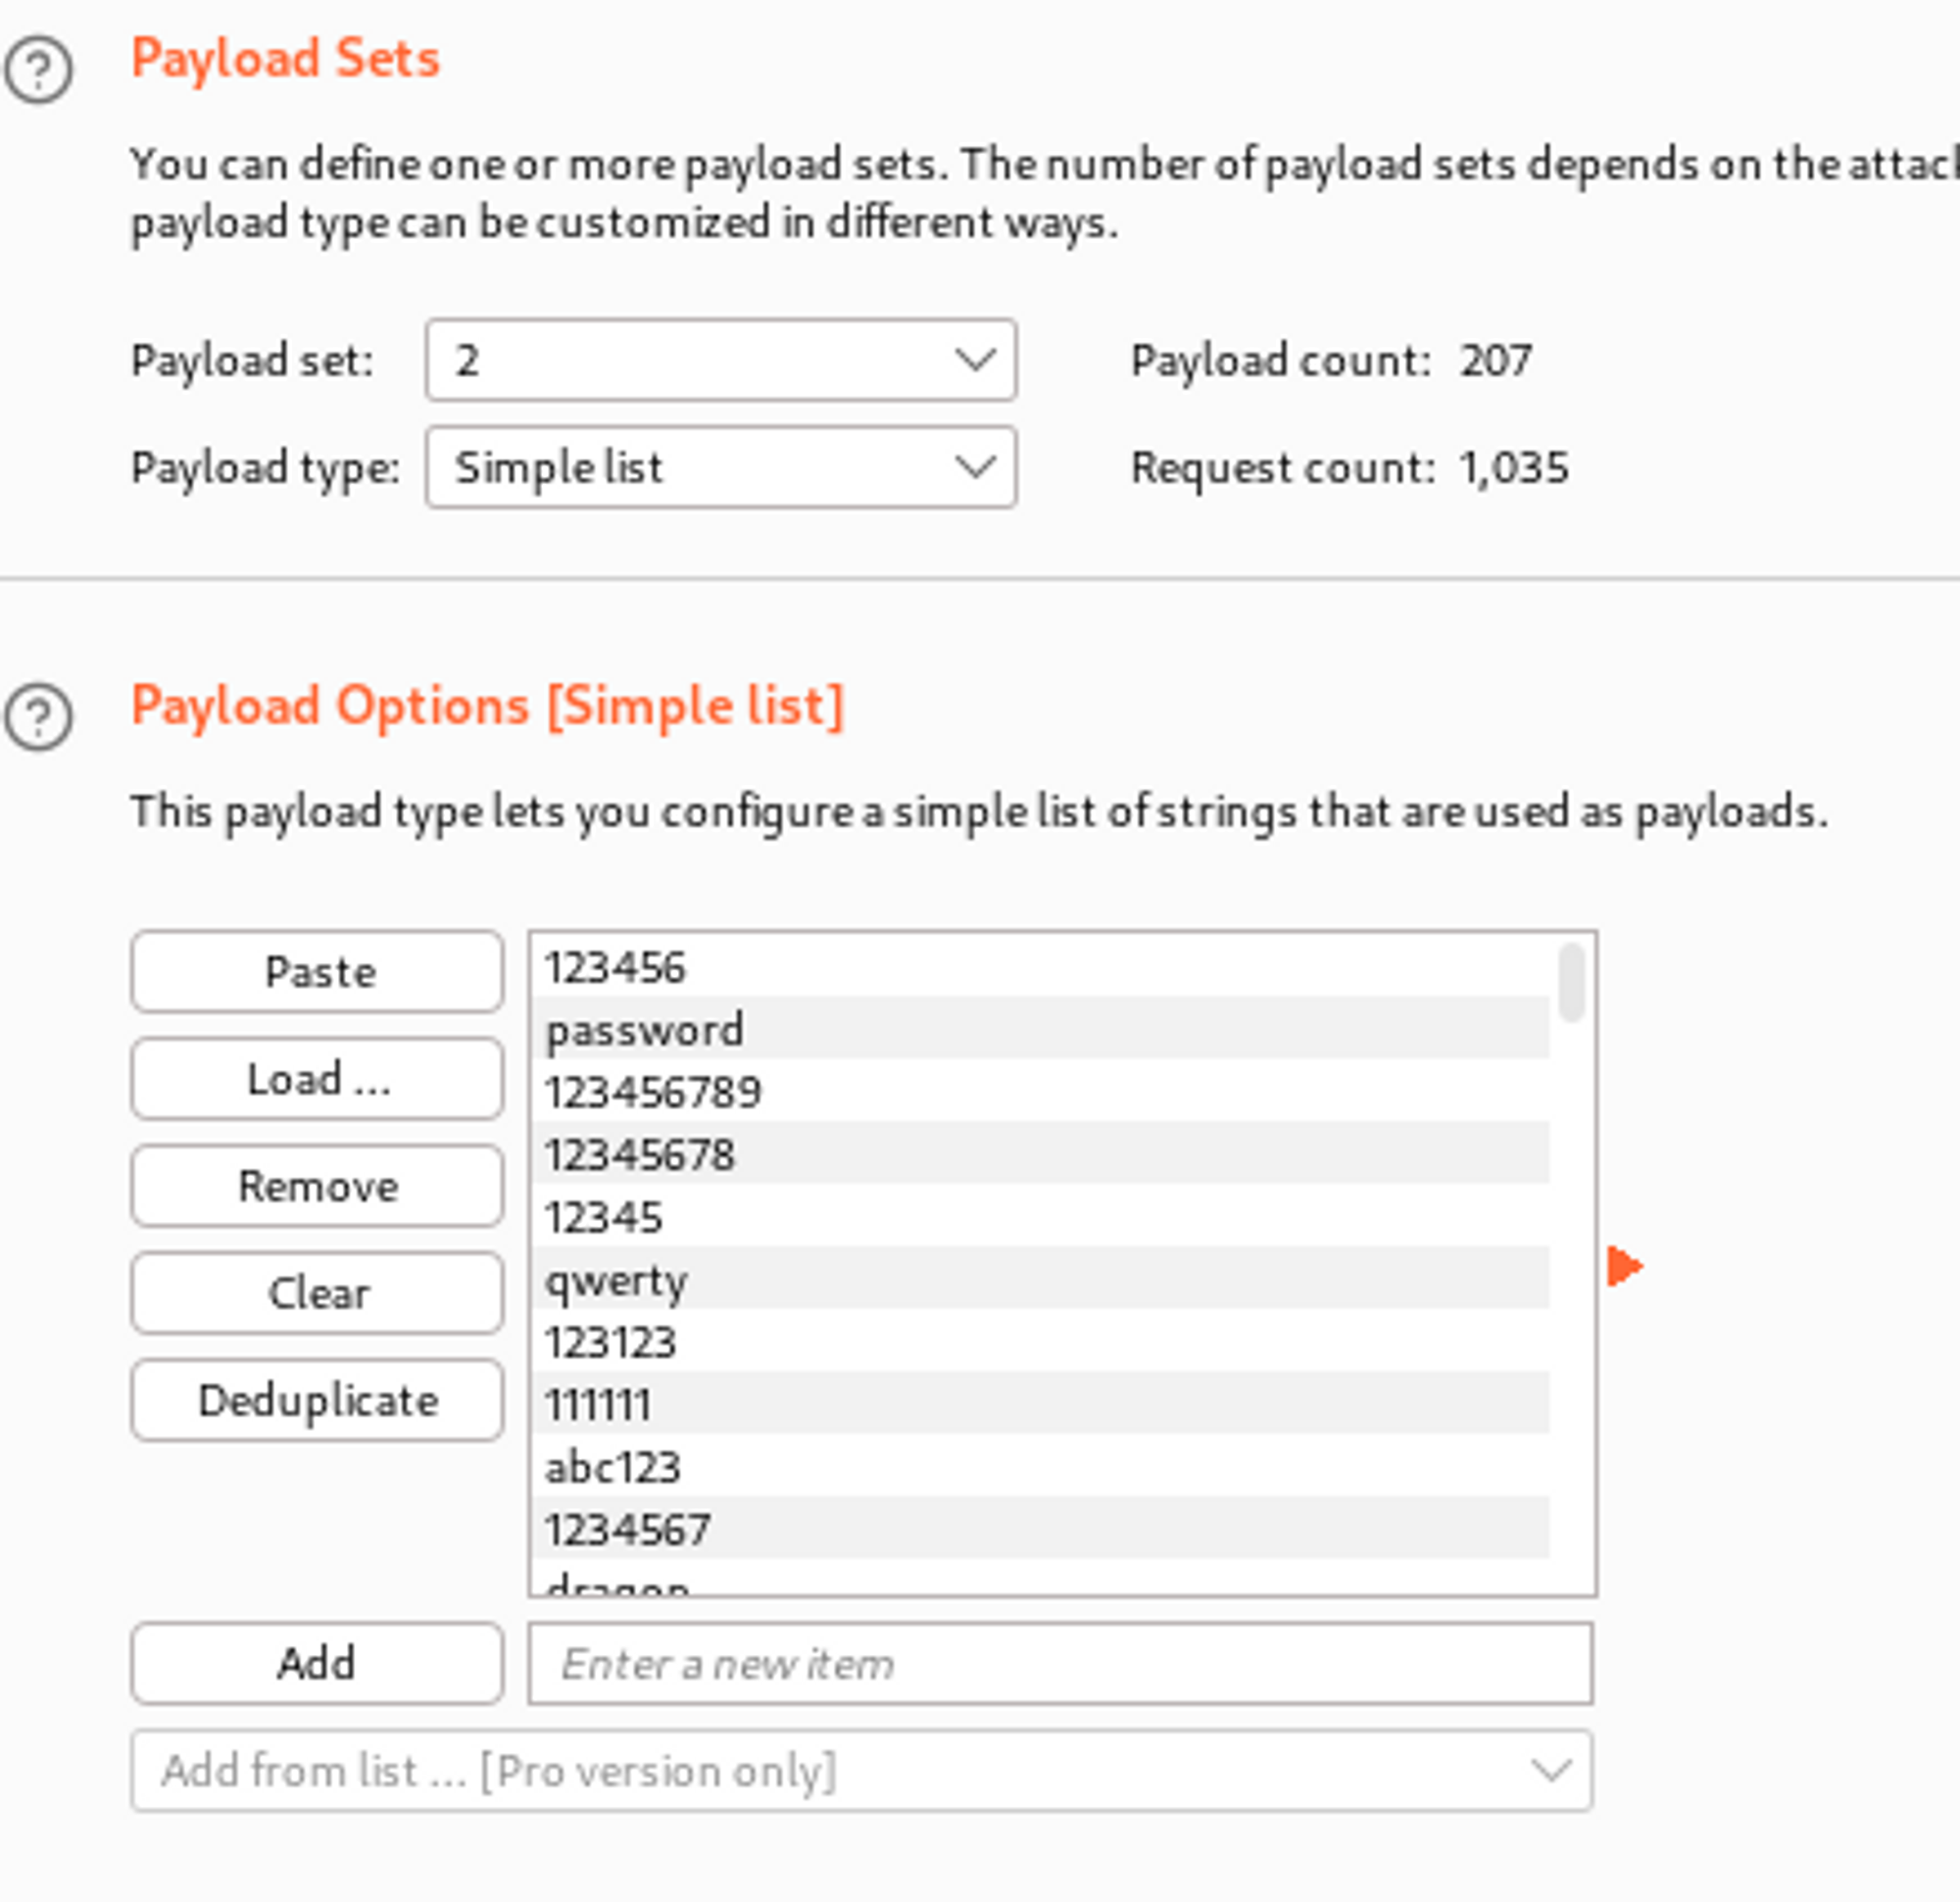 Payload Sets
You can define one or more payload sets. The number of payload sets depends on the attack
payload type can be customized in different ways.
Payload set: 2 Payload count: 207
Payload type: Simple list Request count: 1,035
Payload Options [Simple list]
This payload type lets you configure a simple list of strings that are used as payloads.
Paste
Load ...
Remove
Clear
Deduplicate
123456
password
123456789
12345678
12345
qwerty
123123
111111
abc123
1234567
dragon
Add
Enter a new item
Add from list ... [Pro version only]